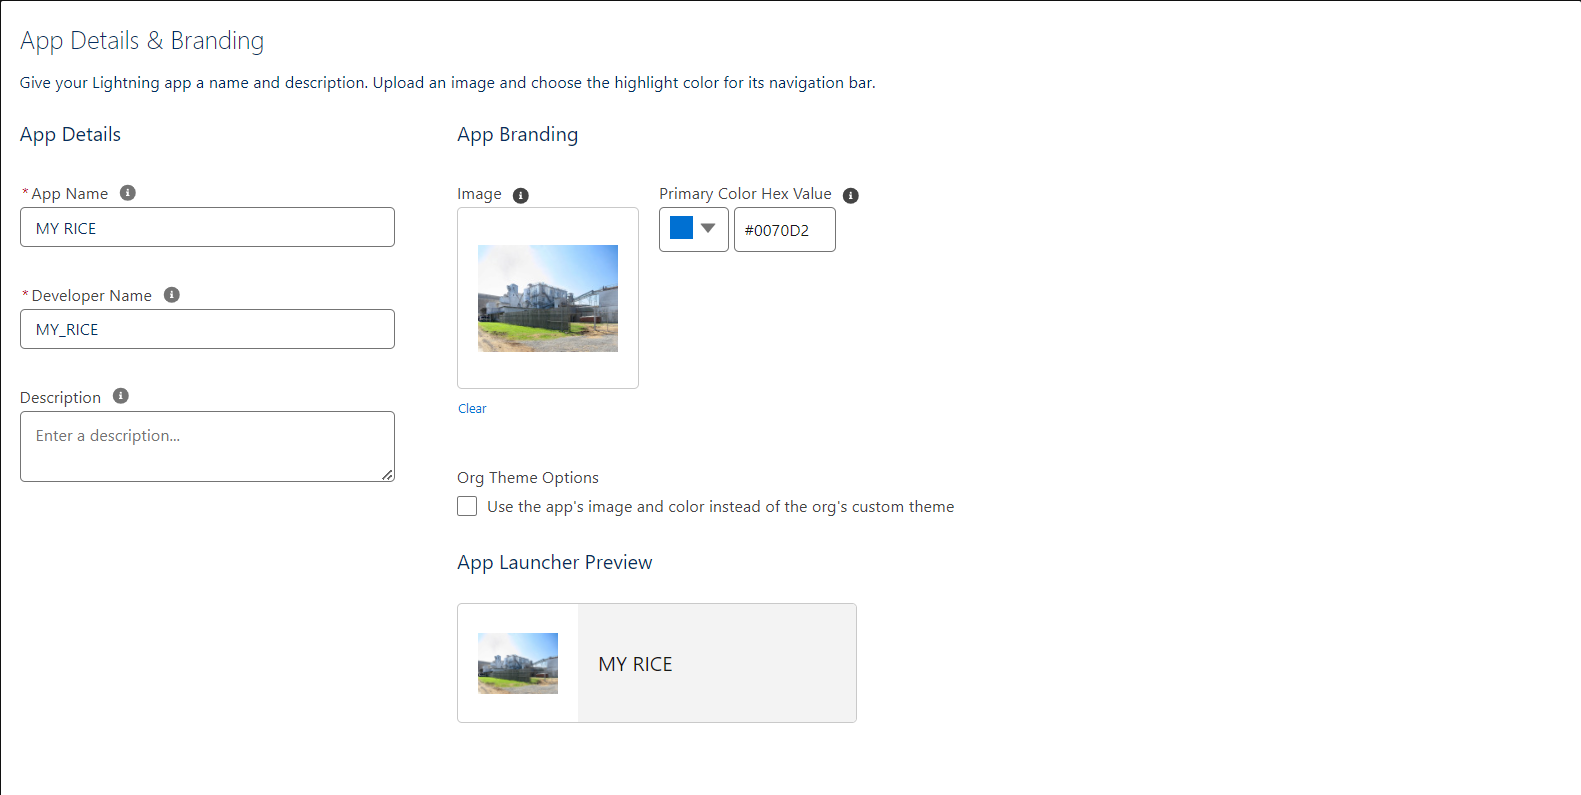 App Details & Branding
Give your Lightning app a name and description. Upload an image and choose the highlight color for its navigation bar.
App Details
* App Name
MY RICE
* Developer Name
MY_RICE
Description
Enter a description...
App Branding
Image
Clear
Primary Color Hex Value
#0070D2
Org Theme Options
Use the app's image and color instead of the org's custom theme
App Launcher Preview
MY RICE